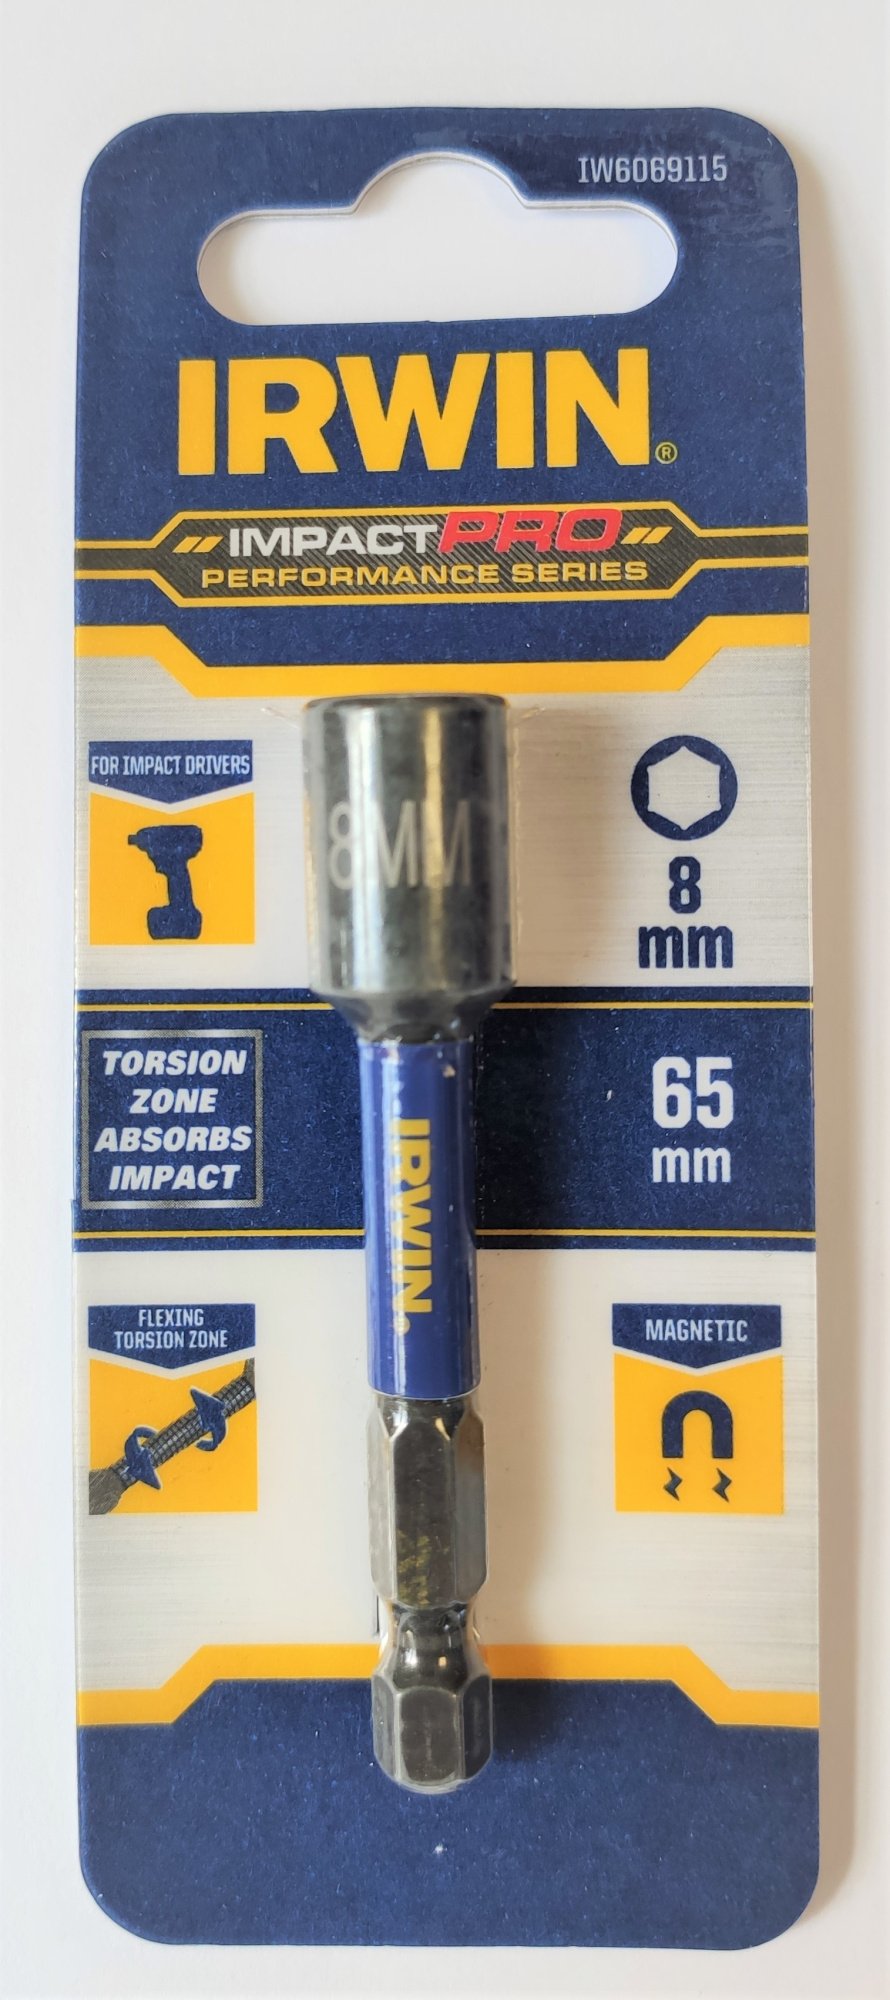 IW6069115
IRWIN®
IMPACT PRO
PERFORMANCE SERIES
FOR IMPACT DRIVERS
8MM
8
mm
TORSION
ZONE
ABSORBS
IMPACT
65
mm
IRWIN®
FLEXING
TORSION ZONE
MAGNETIC